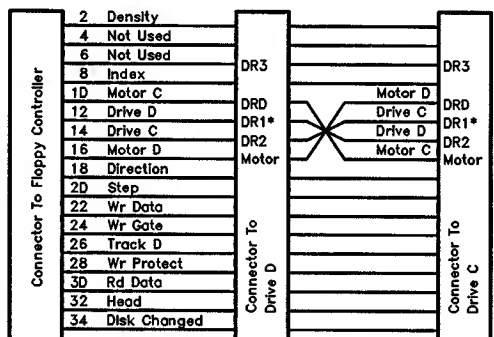 2 Density
4 Not Used
6 Not Used
8 Index
1D Motor C
12 Drive D
14 Drive C
16 Motor D
18 Direction
2D Step
22 Wr Data
24 Wr Gate
26 Track D
28 Wr Protect
3D Rd Data
32 Head
34 Disk Changed
Connector To Floppy Controller
DR3
DRD
DR1*
DR2
Motor
Connector To
Drive D
Motor D
Drive C
Drive D
Motor C
DR3
DRD
DR1*
DR2
Motor
Connector To
Drive C